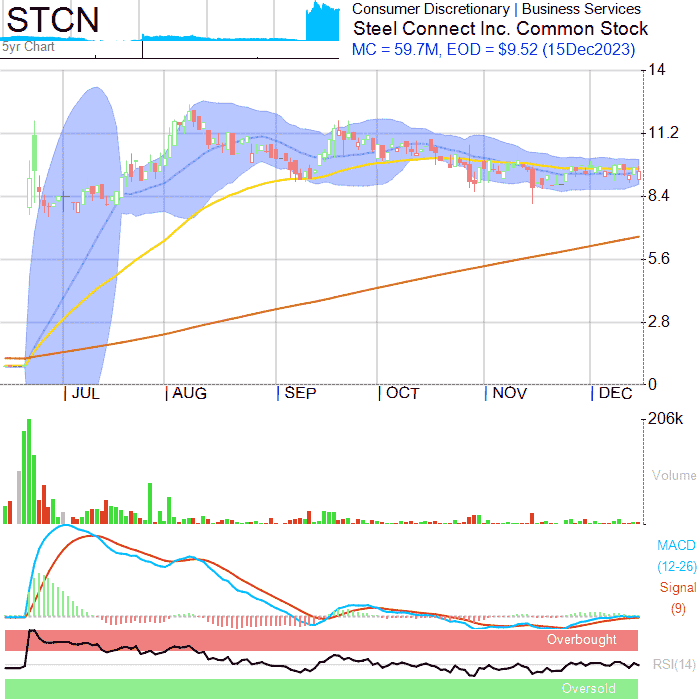 STCN
5yr Chart
Consumer Discretionary | Business Services
Steel Connect Inc. Common Stock
MC = 59.7M, EOD = $9.52 (15Dec2023)
14
11.2
8.4
5.6
2.8
0
JUL
AUG
SEP
OCT
NOV
DEC
206k
Volume
MACD
(12-26)
Signal
(9)
Overbought
RSI(14)
Oversold